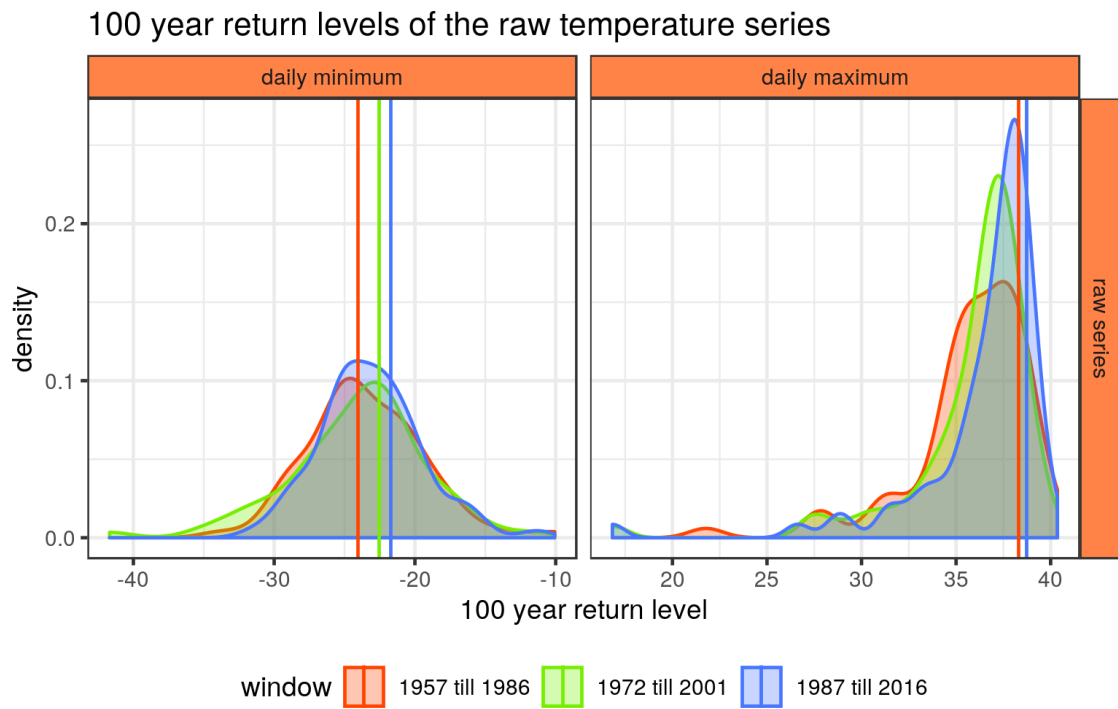 100 year return levels of the raw temperature series
daily minimum
daily maximum
density
0.2
0.1
0.0
-40
-30
-20
-10
20
25
30
35
40
raw series
100 year return level
window
1957 till 1986
1972 till 2001
1987 till 2016